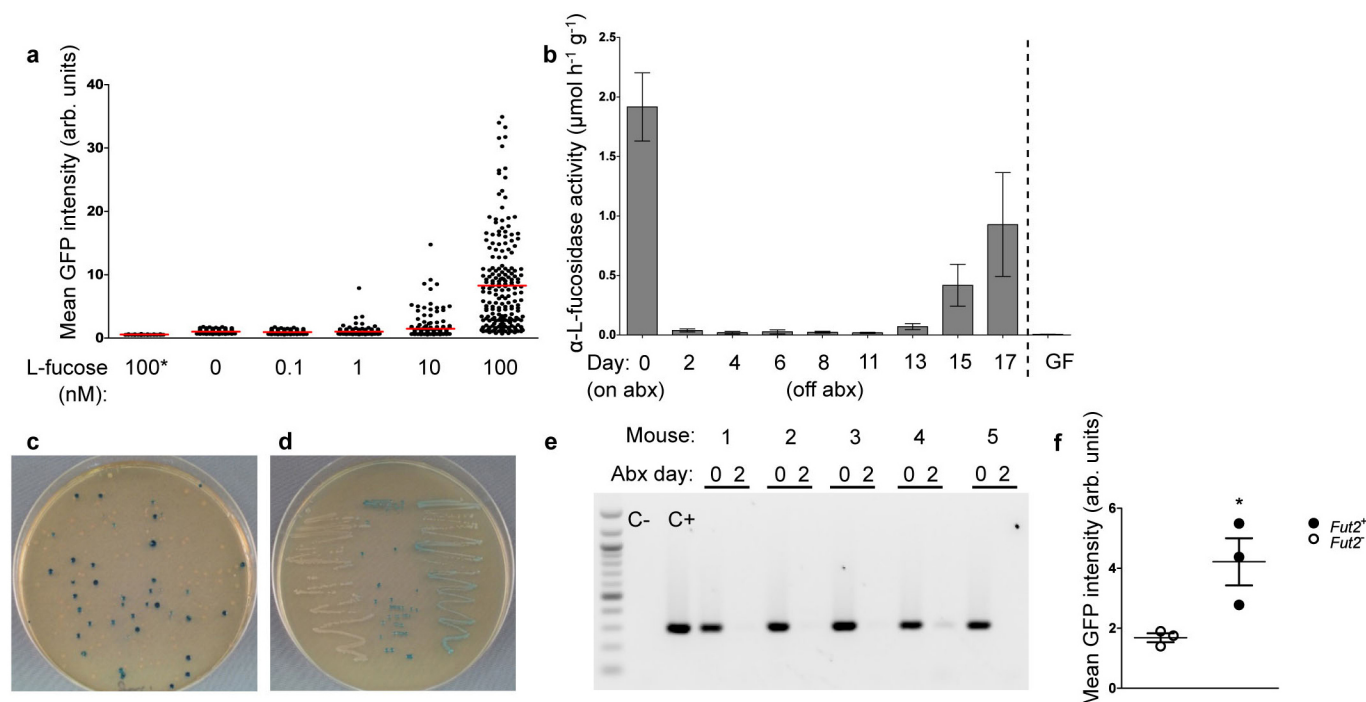 a
Mean GFP intensity (arb. units)
40
30
20
10
0
L-fucose
(nM):
100* 0 0.1 1 10 100
b
α-L-fucosidase activity (μmol h⁻¹ g⁻¹)
2.5
2.0
1.5
1.0
0.5
0.0
Day: 0 2 4 6 8 11 13 15 17 GF
(on abx) (off abx)
c
d
e
Mouse: 1 2 3 4 5
Abx day: 0 2 0 2 0 2 0 2 0 2
C- C+
f
Mean GFP intensity (arb. units)
6
4
2
0
*
Fut2⁺
Fut2⁻